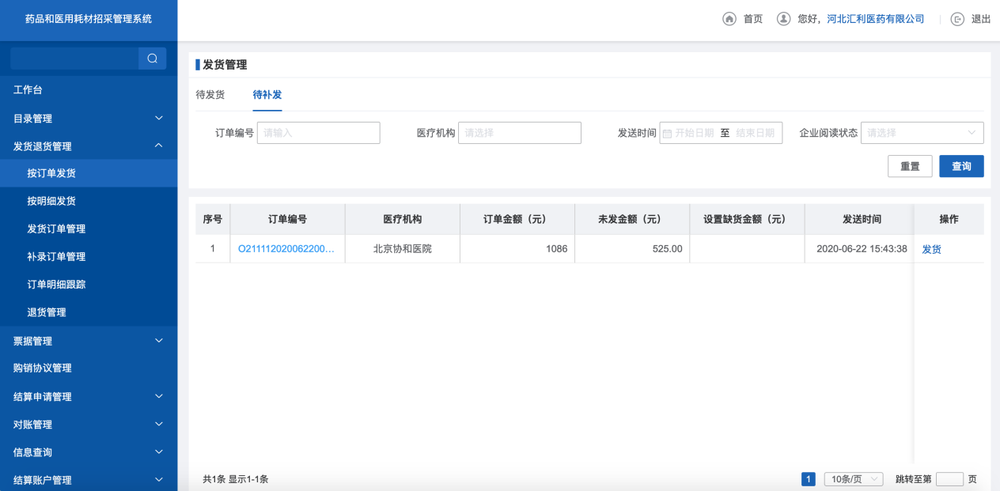 药品和医用耗材招采管理系统
首页 您好, 河北汇利医药有限公司 退出
工作台
目录管理
发货退货管理
按订单发货
按明细发货
发货订单管理
补录订单管理
订单明细跟踪
退货管理
票据管理
购销协议管理
结算申请管理
对账管理
信息查询
结算账户管理
发货管理
待发货 待补发
订单编号 请输入 医疗机构 请选择 发送时间 开始日期 至 结束日期 企业阅读状态 请选择
重置 查询
序号 订单编号 医疗机构 订单金额（元） 未发金额（元） 设置缺货金额（元） 发送时间 操作
1 O211112020062200... 北京协和医院 1086 525.00 2020-06-22 15:43:38 发货
共1条 显示1-1条 1 10条/页 跳转至第 页